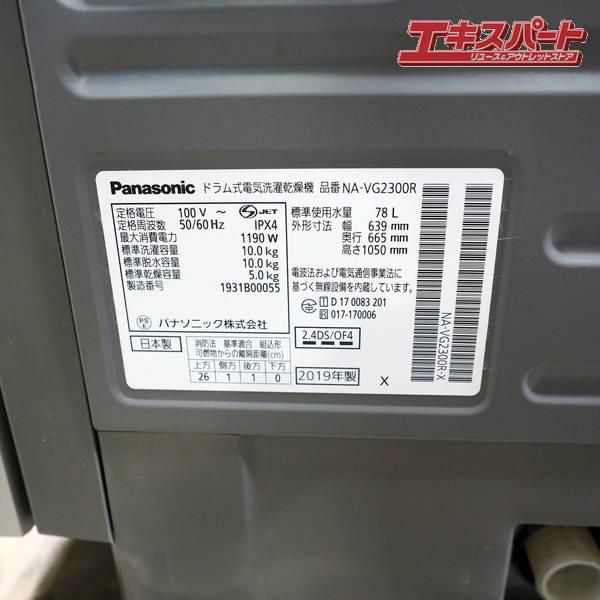 エキスパート
リユース&アウトレットストア
Panasonic ドラム式電気洗濯乾燥機 品番 NA-VG2300R
定格電圧 100 V ~ JET
定格周波数 50/60 Hz IPX4
最大消費電力 1190 W
標準洗濯容量 10.0 kg
標準脱水容量 10.0 kg
標準乾燥容量 5.0 kg
製造番号 1931B00055
PS E パナソニック株式会社
日本製
消防法 基準適合 組込形
可燃物からの離隔距離(cm)
上方 側方 後方 下方
26 1 1 0
標準使用水量 78 L
外形寸法 幅 639 mm
奥行 665 mm
高さ 1050 mm
電波法および電気通信事業法に
基づく無線設備を内蔵しています。
T D 17 0083 201
R 017-170006
2.4DS/OF4
2019年製 X
NA-VG2300R-X